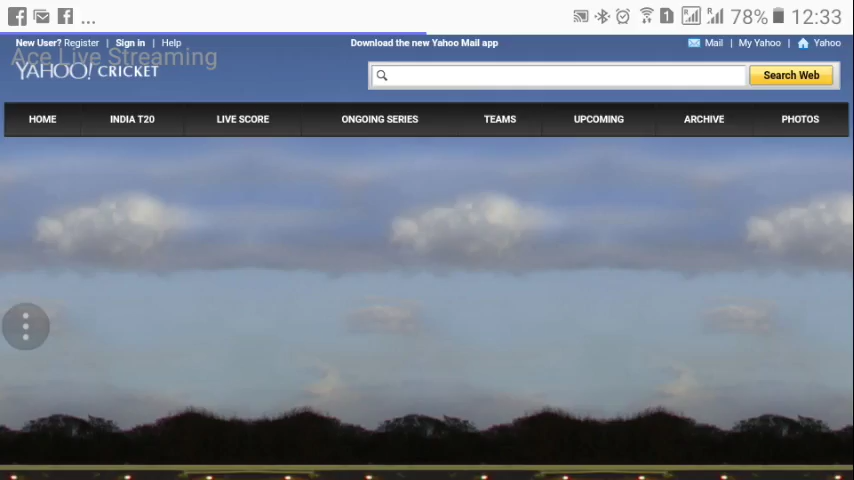 ... 1 R R 78% 12:33
New User? Register | Sign in | Help Download the new Yahoo Mail app Mail | My Yahoo | Yahoo
Ace Live Streaming
YAHOO! CRICKET Search Web
HOME INDIA T20 LIVE SCORE ONGOING SERIES TEAMS UPCOMING ARCHIVE PHOTOS